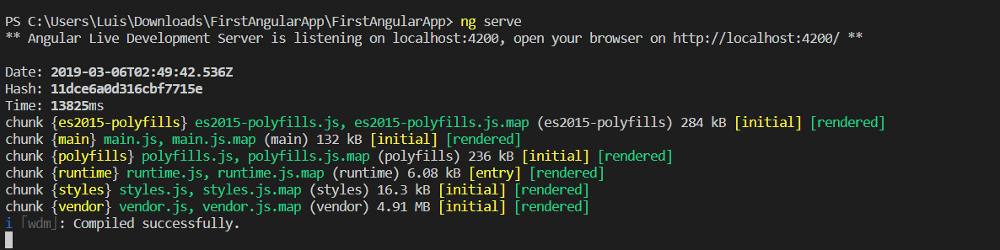 PS C:\Users\Luis\Downloads\FirstAngularApp\FirstAngularApp> ng serve
** Angular Live Development Server is listening on localhost:4200, open your browser on http://localhost:4200/ **
Date: 2019-03-06T02:49:42.536Z
Hash: 11dce6a0d316cbf7715e
Time: 13825ms
chunk {es2015-polyfills} es2015-polyfills.js, es2015-polyfills.js.map (es2015-polyfills) 284 kB [initial] [rendered]
chunk {main} main.js, main.js.map (main) 132 kB [initial] [rendered]
chunk {polyfills} polyfills.js, polyfills.js.map (polyfills) 236 kB [initial] [rendered]
chunk {runtime} runtime.js, runtime.js.map (runtime) 6.08 kB [entry] [rendered]
chunk {styles} styles.js, styles.js.map (styles) 16.3 kB [initial] [rendered]
chunk {vendor} vendor.js, vendor.js.map (vendor) 4.91 MB [initial] [rendered]
i ｢wdm｣: Compiled successfully.